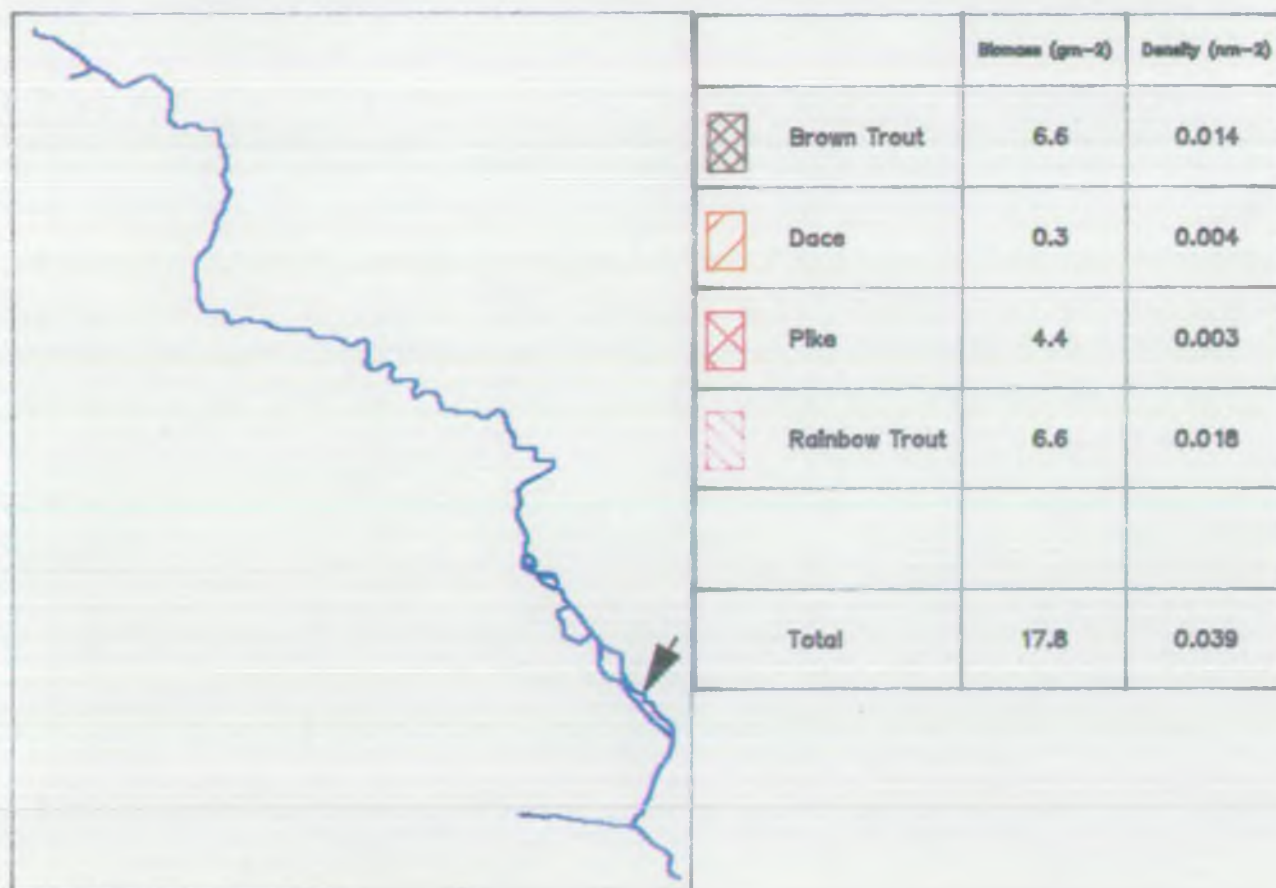 Biomass (gm-2) Density (nm-2)
Brown Trout 6.6 0.014
Dace 0.3 0.004
Pike 4.4 0.003
Rainbow Trout 6.6 0.018
Total 17.8 0.039